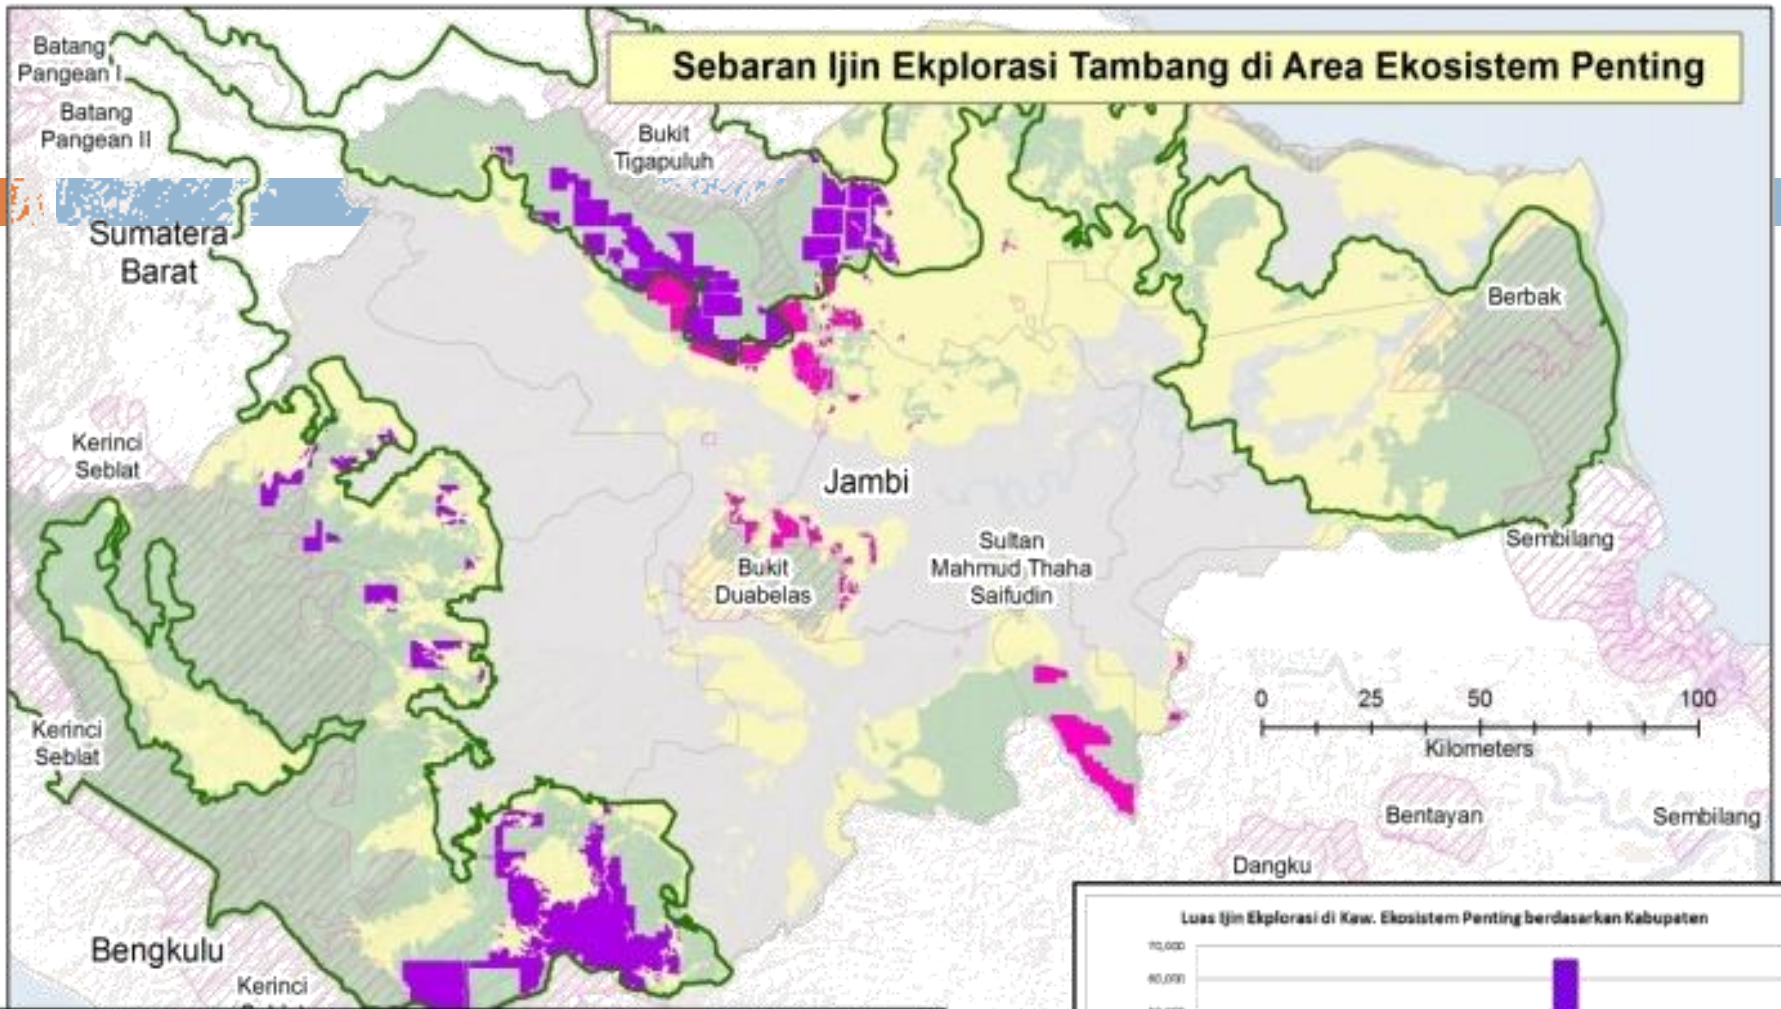 Sebaran Ijin Ekplorasi Tambang di Area Ekosistem Penting
Batang
Pangean I
Batang
Pangean II
Bukit
Tigapuluh
Sumatera
Barat
Berbak
Kerinci
Seblat
Jambi
Bukit
Duabelas
Sultan
Mahmud Thaha
Saifudin
Sembilang
0 25 50 100
Kilometers
Kerinci
Seblat
Bentayan
Sembilang
Dangku
Bengkulu
Kerinci
Luas Ijin Ekplorasi di Kaw. Ekosistem Penting berdasarkan Kabupaten
70,000
60,000